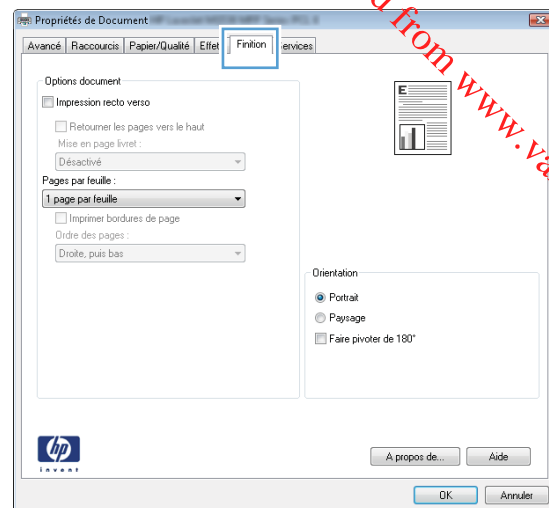 Propriétés de Document
Avancé Raccourcis Papier/Qualité Effet Finition ervices
from www.va
Options document
Impression recto verso
Retourner les pages vers le haut
Mise en page livret :
Désactivé
Pages par feuille :
1 page par feuille
Imprimer bordures de page
Ordre des pages :
Droite, puis bas
E
Orientation
Portrait
Paysage
Faire pivoter de 180°
hp
invent
A propos de... Aide
OK Annuler